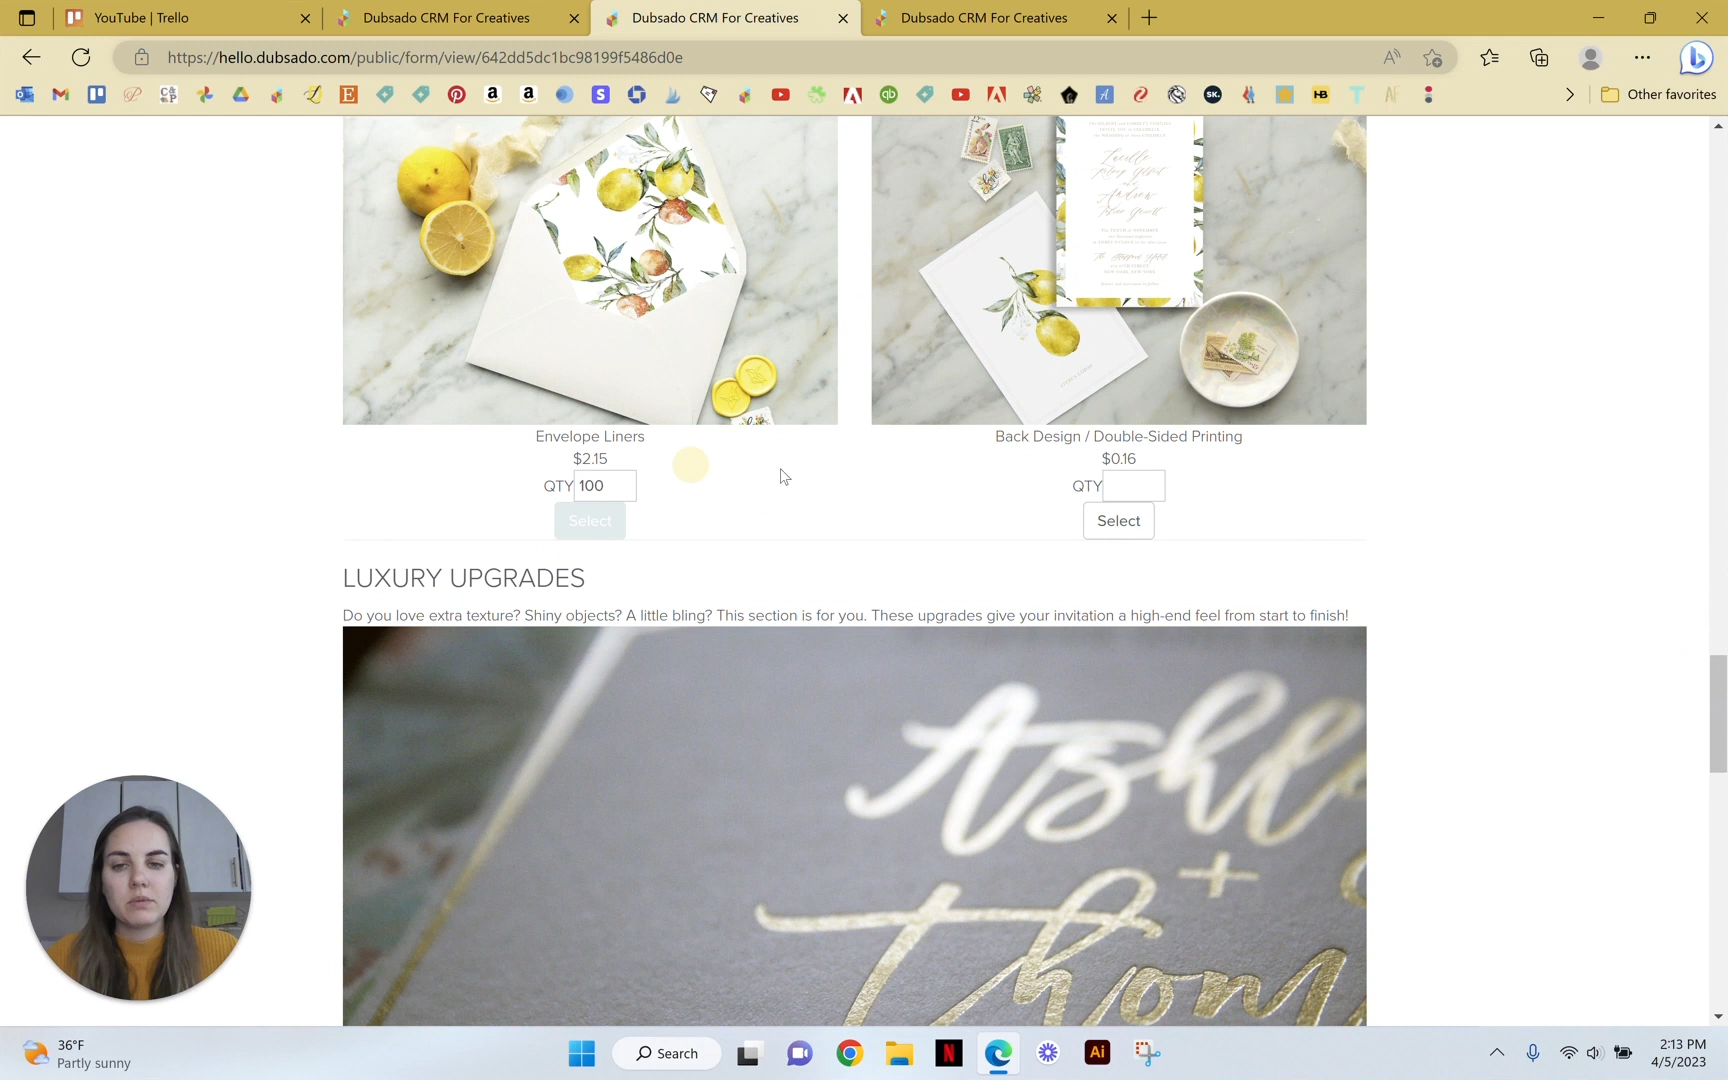 YouTube | Trello
Dubsado CRM For Creatives
Dubsado CRM For Creatives
Dubsado CRM For Creatives
https://hello.dubsado.com/public/form/view/642dd5dc1bc98199f5486d0e
Other favorites
Envelope Liners
$2.15
QTY 100
Select
Back Design / Double-Sided Printing
$0.16
QTY
Select
LUXURY UPGRADES
Do you love extra texture? Shiny objects? A little bling? This section is for you. These upgrades give your invitation a high-end feel from start to finish!
+
36°F
Partly sunny
Search
Ai
2:13 PM
4/5/2023